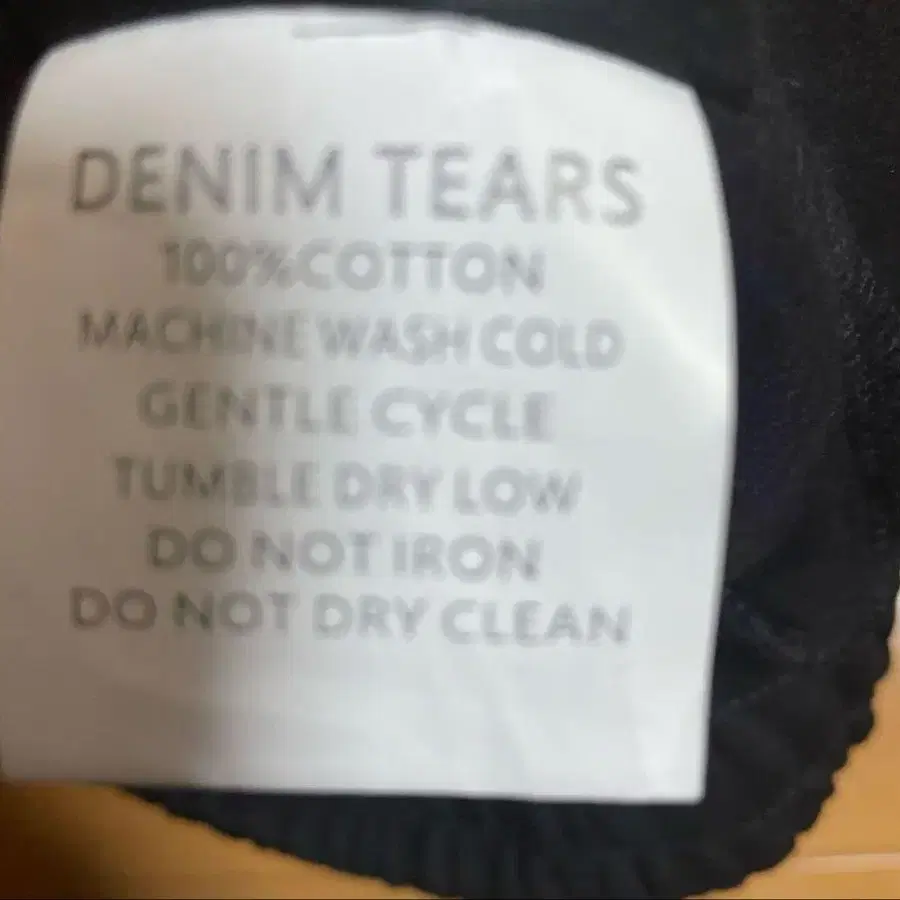 DENIM TEARS
100%COTTON
MACHINE WASH COLD
GENTLE CYCLE
TUMBLE DRY LOW
DO NOT IRON
DO NOT DRY CLEAN